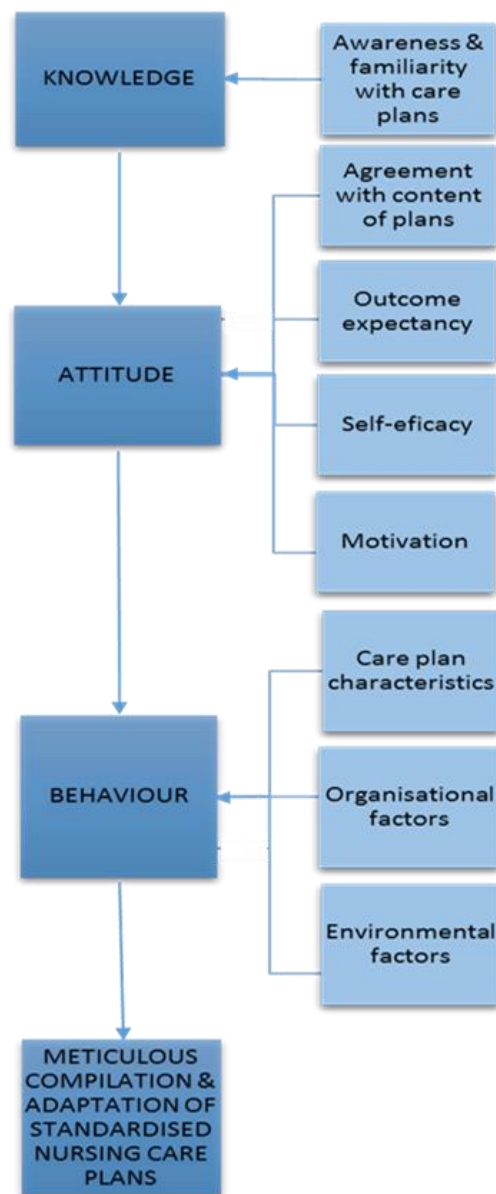 KNOWLEDGE
Awareness &
familiarity
with care
plans
Agreement
with content
of plans
ATTITUDE
Outcome
expectancy
Self-eficacy
Motivation
BEHAVIOUR
Care plan
characteristics
Organisational
factors
Environmental
factors
METICULOUS
COMPILATION &
ADAPTATION OF
STANDARDISED
NURSING CARE
PLANS